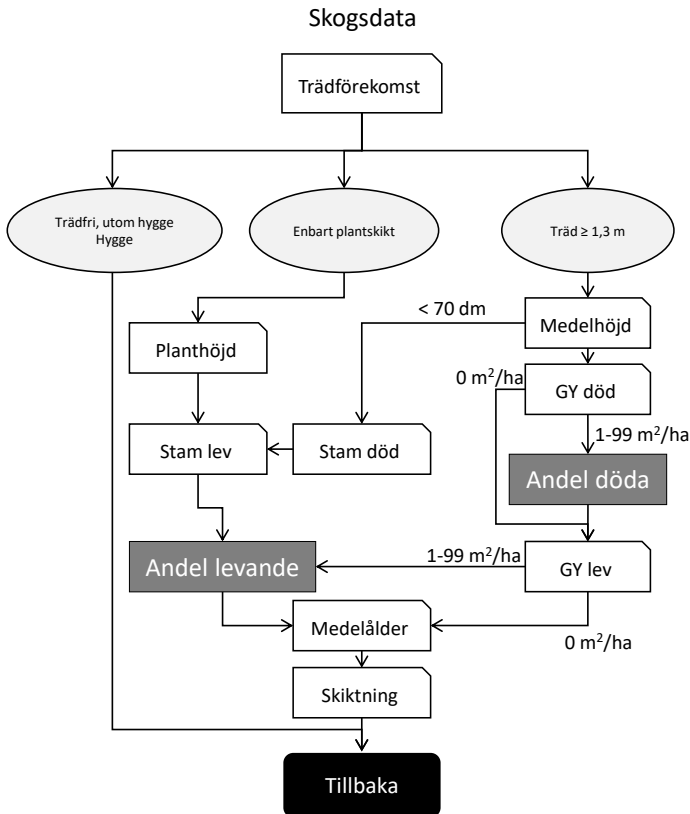 Skogsdata
Trädförekomst
Trädfri, utom hygge
Hygge
Enbart plantskikt
Träd ≥ 1,3 m
< 70 dm
Medelhöjd
Planthöjd
0 m²/ha
GY död
1-99 m²/ha
Stam lev
Stam död
Andel döda
Andel levande
1-99 m²/ha
GY lev
Medelålder
0 m²/ha
Skiktning
Tillbaka